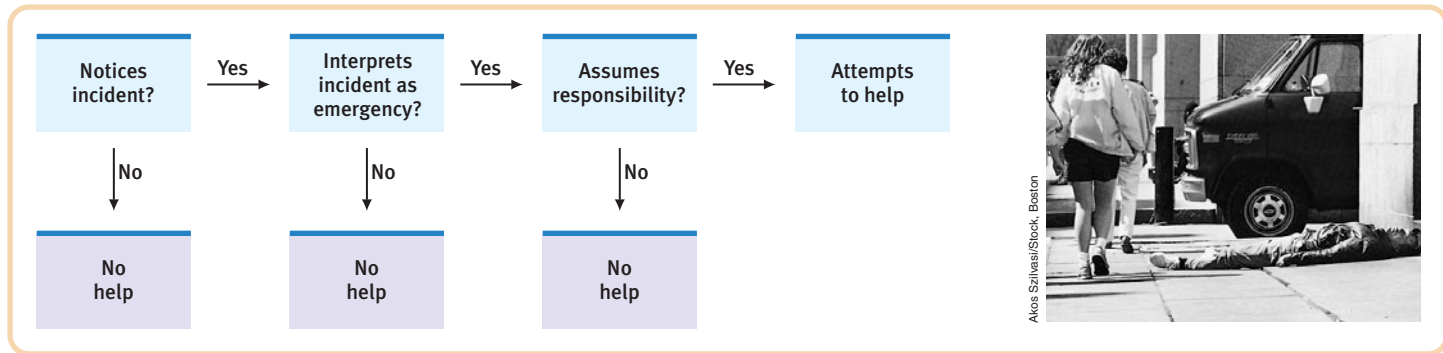 Notices
incident?
Yes
Interprets
incident as
emergency?
Yes
Assumes
responsibility?
Yes
Attempts
to help
No
No
No
No
help
No
help
No
help
Akos Szilvasi/Stock, Boston